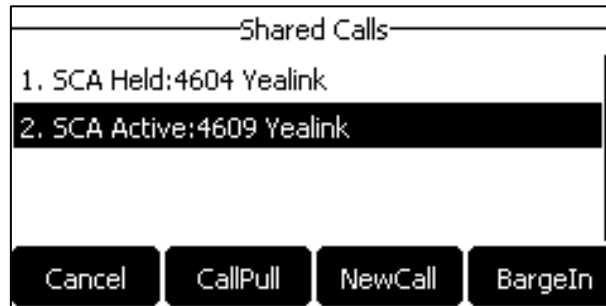 Shared Calls
1. SCA Held:4604 Yealink
2. SCA Active:4609 Yealink
Cancel CallPull NewCall BargeIn